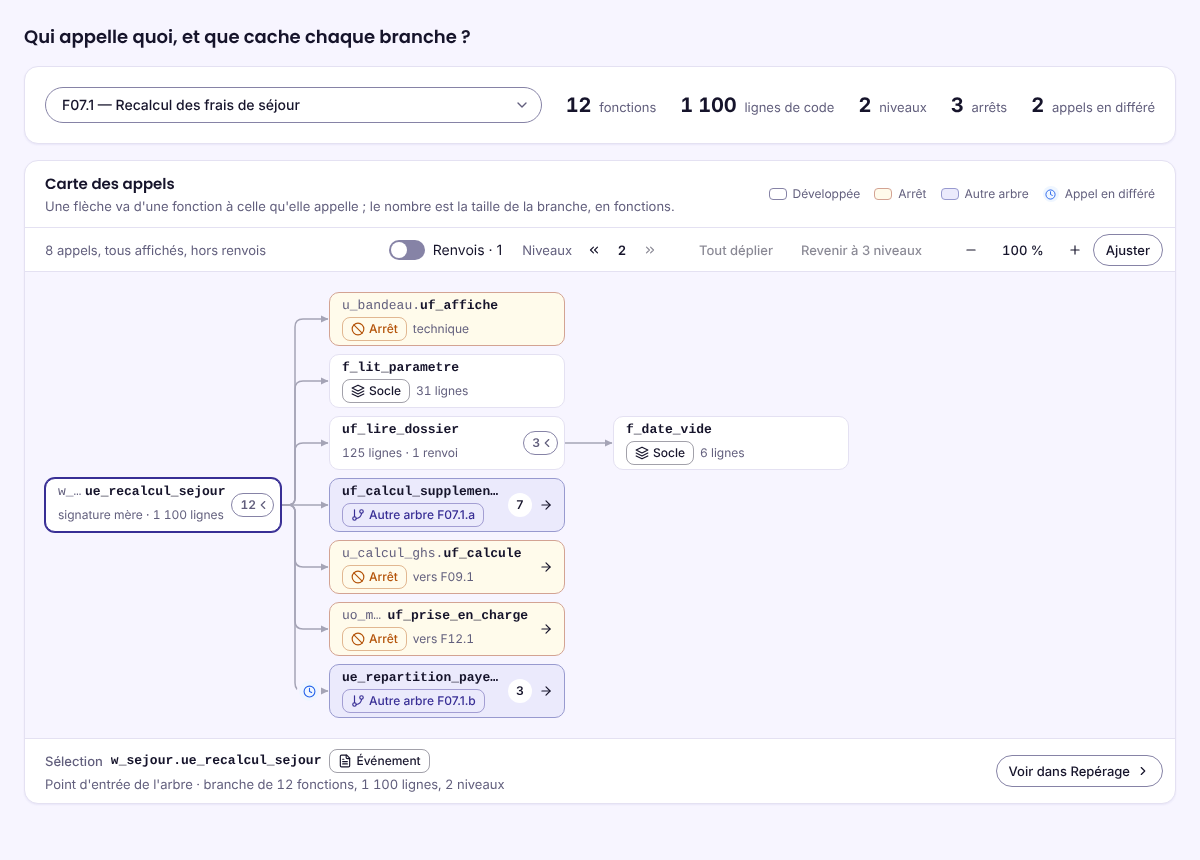 Qui appelle quoi, et que cache chaque branche ?
F07.1 — Recalcul des frais de séjour
12 fonctions
1 100 lignes de code
2 niveaux
3 arrêts
2 appels en différé
Carte des appels
Une flèche va d'une fonction à celle qu'elle appelle ; le nombre est la taille de la branche, en fonctions.
Développée
Arrêt
Autre arbre
Appel en différé
8 appels, tous affichés, hors renvois
Renvois · 1
Niveaux « 2 »
Tout déplier
Revenir à 3 niveaux
− 100 % +
Ajuster
w_… ue_recalcul_sejour
signature mère · 1 100 lignes
12
u_bandeau.uf_affiche
Arrêt technique
f_lit_parametre
Socle 31 lignes
uf_lire_dossier
125 lignes · 1 renvoi
3
f_date_vide
Socle 6 lignes
uf_calcul_supplemen…
Autre arbre F07.1.a
7
u_calcul_ghs.uf_calcule
Arrêt vers F09.1
uo_m… uf_prise_en_charge
Arrêt vers F12.1
ue_repartition_paye…
Autre arbre F07.1.b
3
Sélection w_sejour.ue_recalcul_sejour Événement
Point d'entrée de l'arbre · branche de 12 fonctions, 1 100 lignes, 2 niveaux
Voir dans Repérage